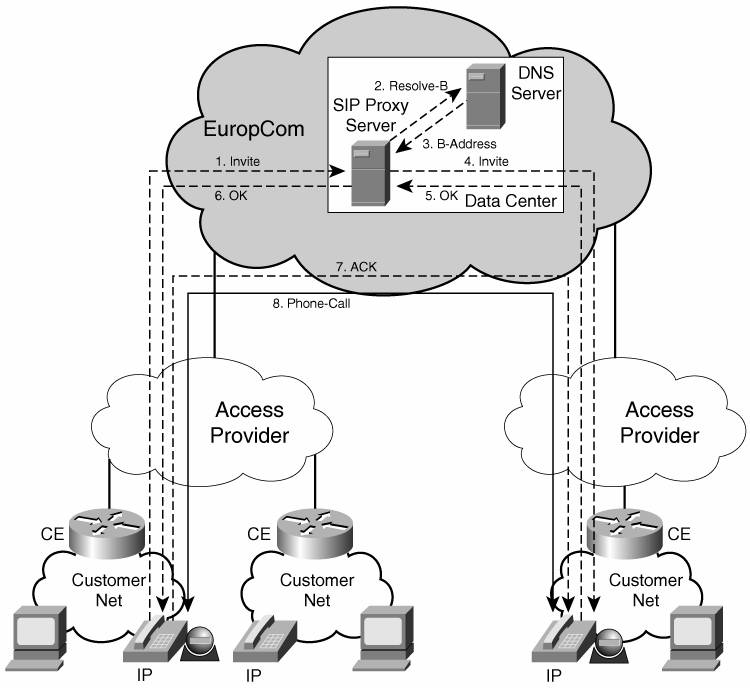 DNS
Server
2. Resolve-B
SIP Proxy
Server
EuropCom
3. B-Address
1. Invite
4. Invite
6. OK
5. OK
Data Center
7. ACK
8. Phone-Call
Access
Provider
Access
Provider
CE
CE
CE
Customer
Net
Customer
Net
Customer
Net
IP
IP
IP